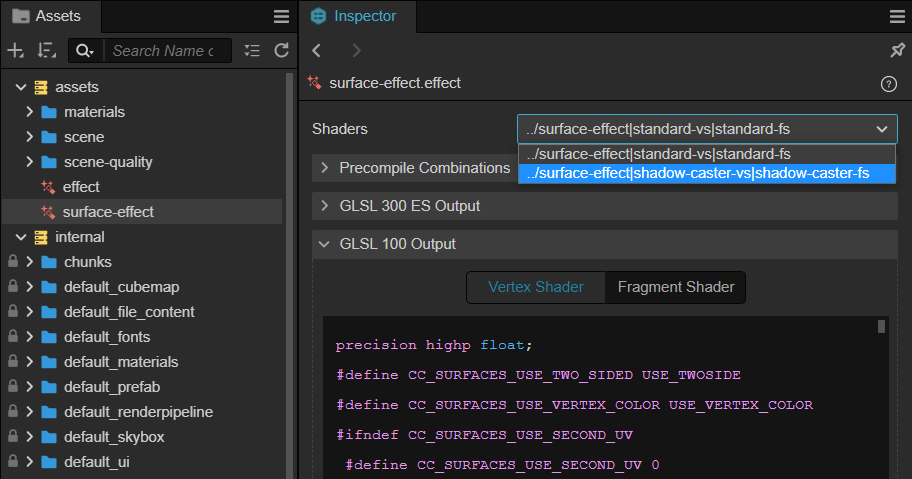 Assets
Search Name c
assets
materials
scene
scene-quality
effect
surface-effect
internal
chunks
default_cubemap
default_file_content
default_fonts
default_materials
default_prefab
default_renderpipeline
default_skybox
default_ui
Inspector
surface-effect.effect
?
Shaders
../surface-effect|standard-vs|standard-fs
../surface-effect|standard-vs|standard-fs
../surface-effect|shadow-caster-vs|shadow-caster-fs
Precompile Combinations
GLSL 300 ES Output
GLSL 100 Output
Vertex Shader Fragment Shader
precision highp float;
#define CC_SURFACES_USE_TWO_SIDED USE_TWOSIDE
#define CC_SURFACES_USE_VERTEX_COLOR USE_VERTEX_COLOR
#ifndef CC_SURFACES_USE_SECOND_UV
#define CC_SURFACES_USE_SECOND_UV 0